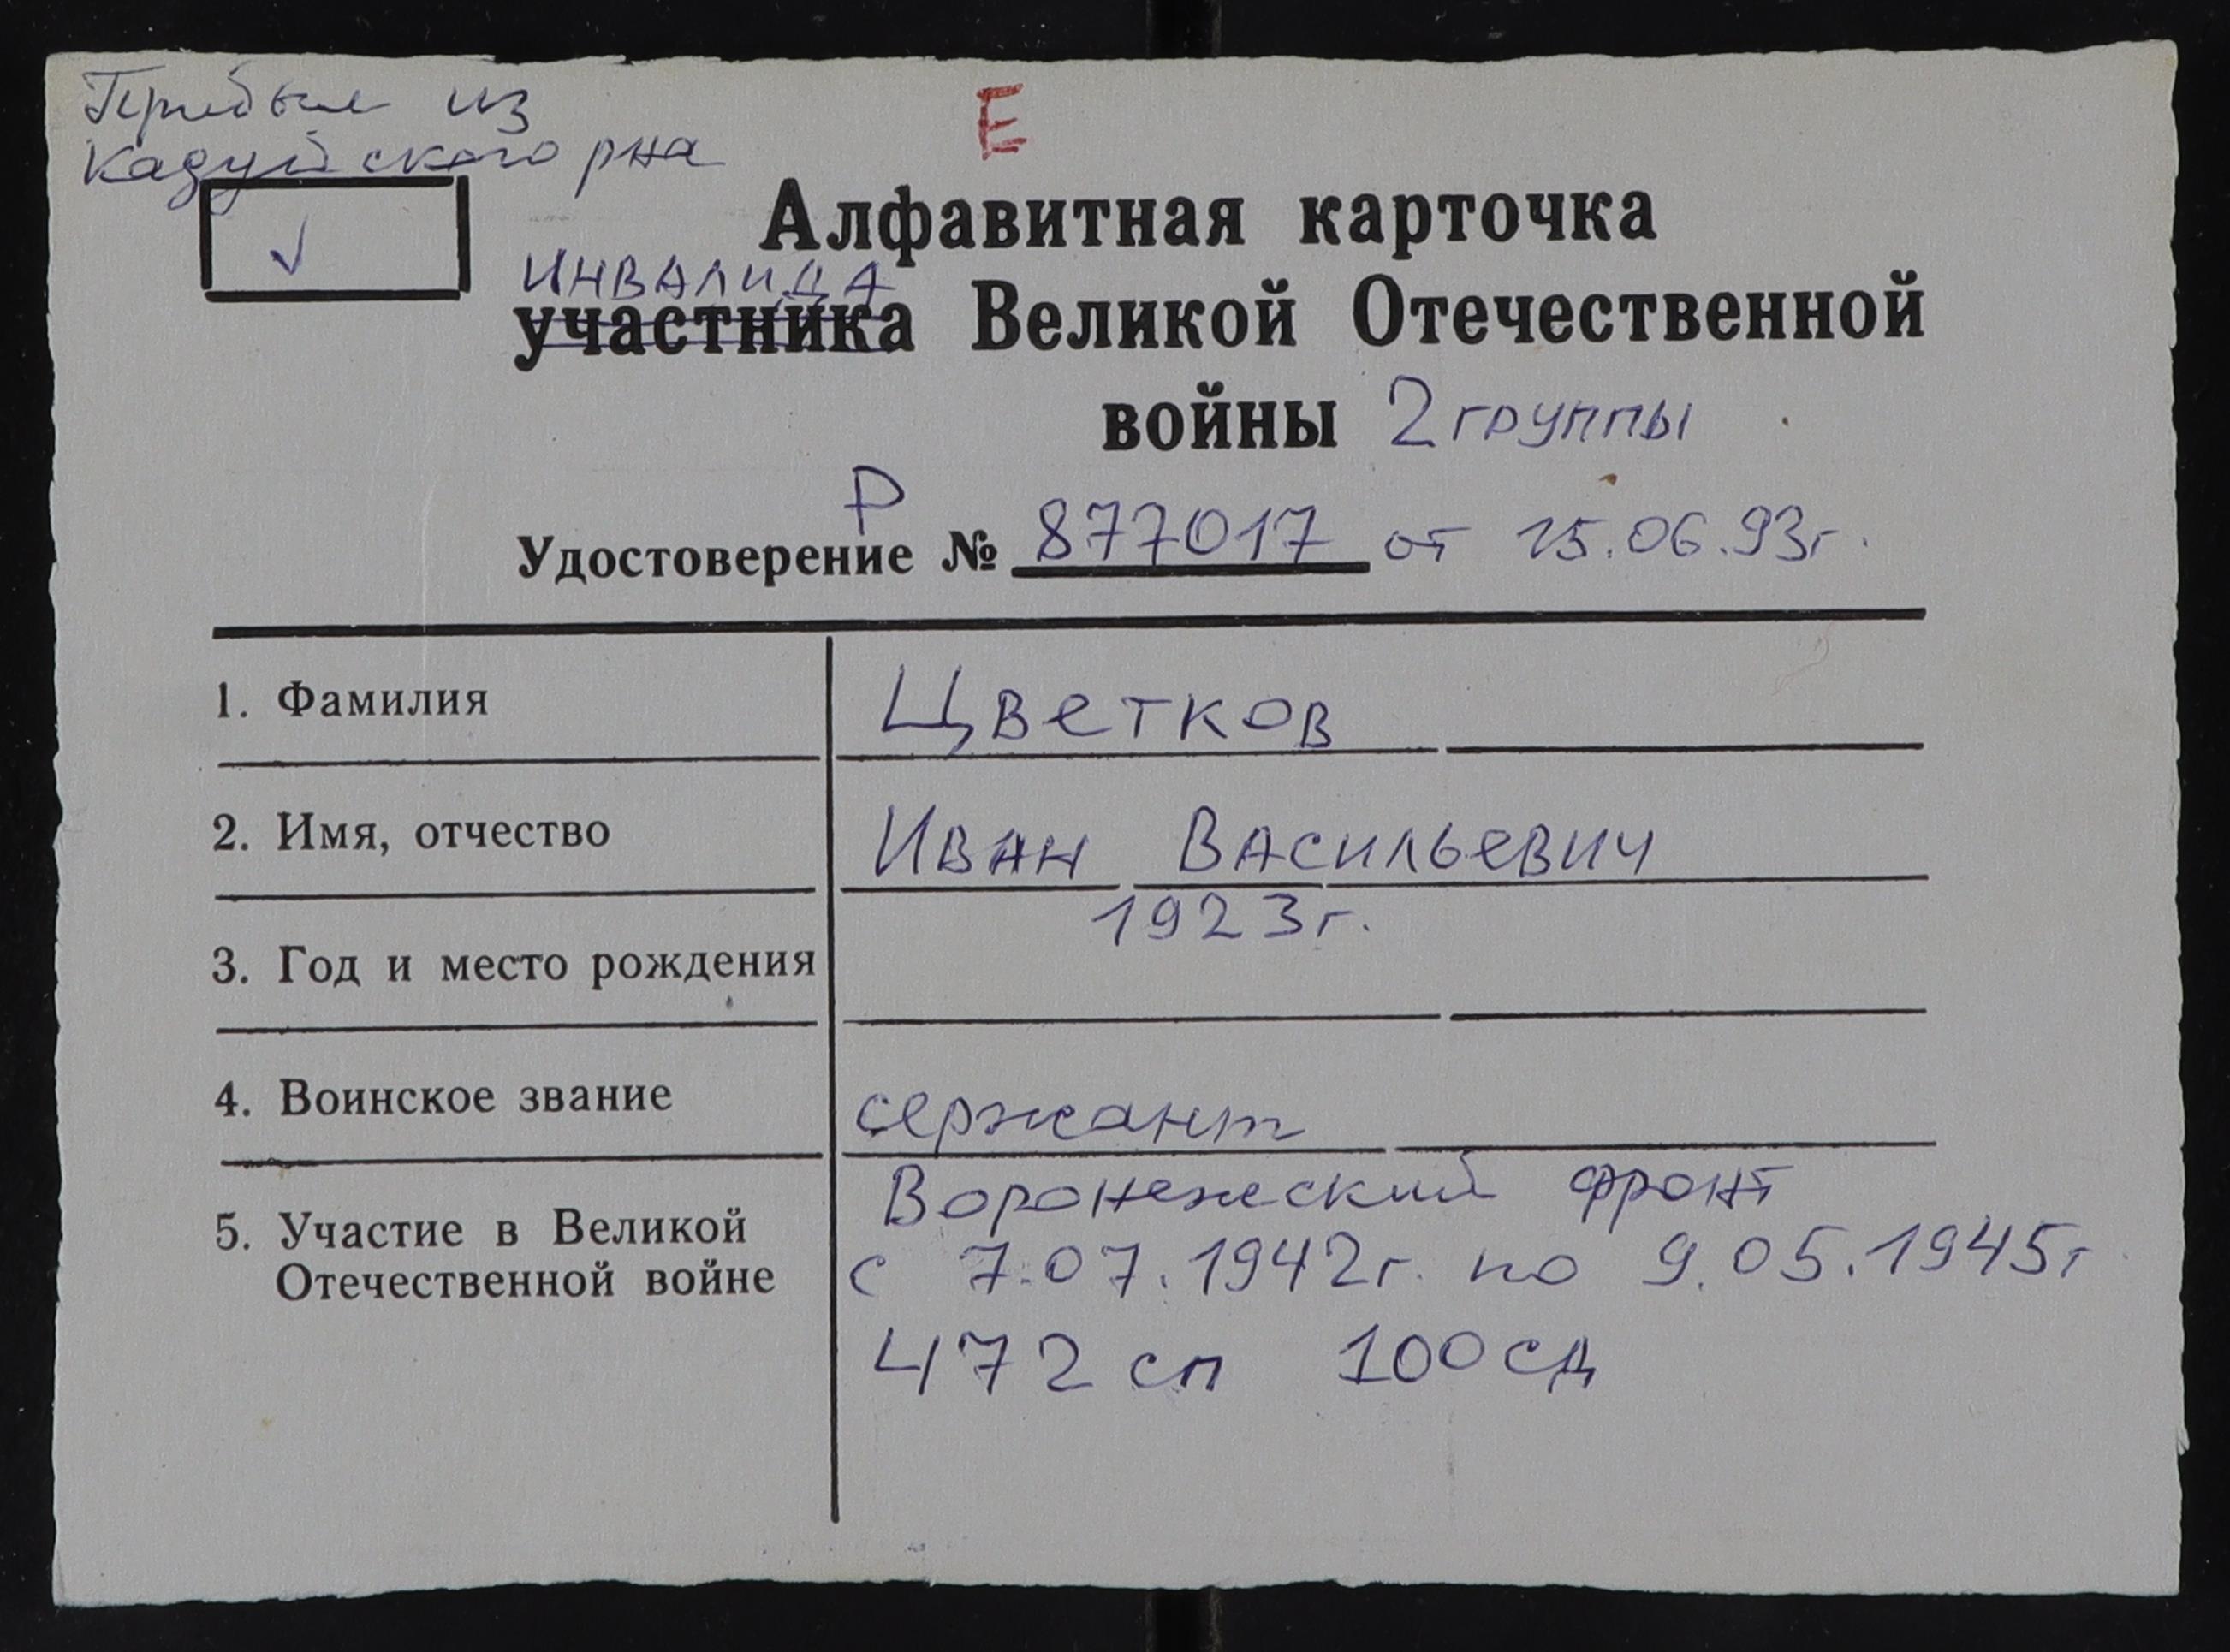 Прибыл из
Кадуйского р-на
Е
✓
Алфавитная карточка
инвалида
участника Великой Отечественной
войны 2 группы
Р
Удостоверение № 877017 от 15.06.93г.
1. Фамилия Цветков
2. Имя, отчество Иван Васильевич
1923г.
3. Год и место рождения
4. Воинское звание сержант
Воронежский фронт
5. Участие в Великой
Отечественной войне с 7.07.1942г. по 9.05.1945г
472 сп 100 сд